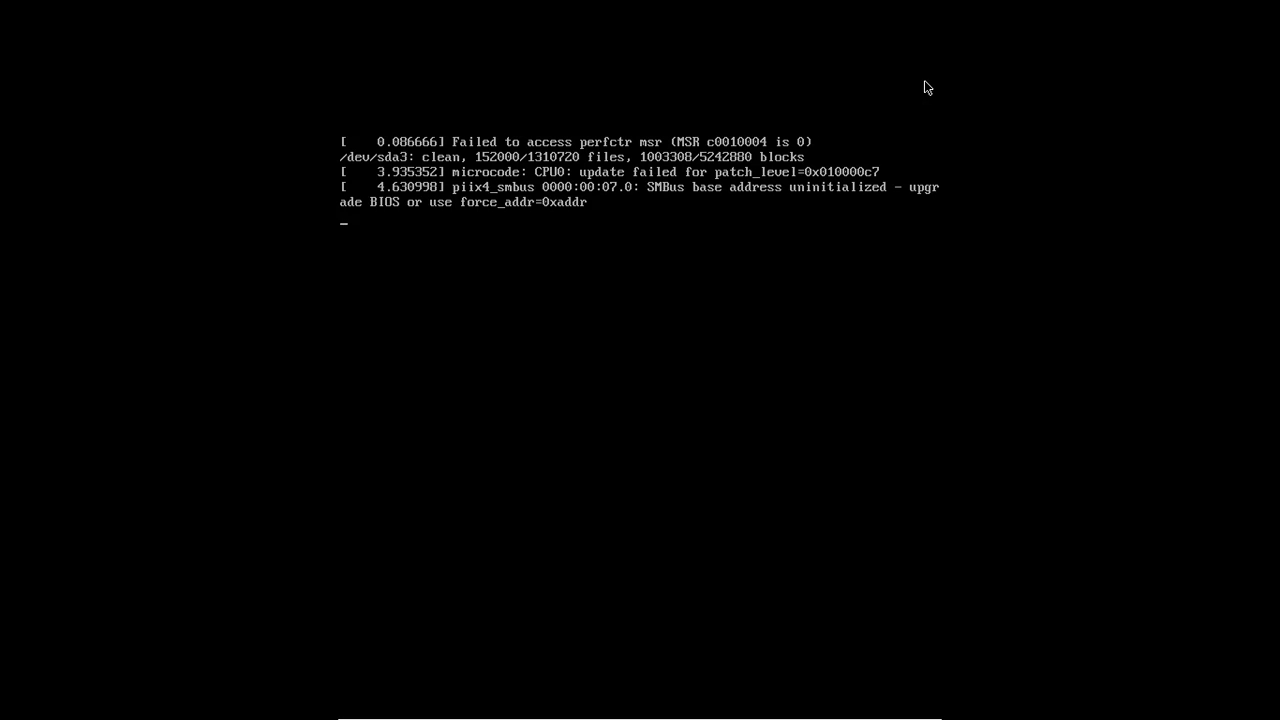 [    0.086666] Failed to access perfctr msr (MSR c0010004 is 0)
/dev/sda3: clean, 152000/1310720 files, 1003308/5242880 blocks
[    3.935352] microcode: CPU0: update failed for patch_level=0x010000c7
[    4.630998] piix4_smbus 0000:00:07.0: SMBus base address uninitialized - upgr
ade BIOS or use force_addr=0xaddr
_